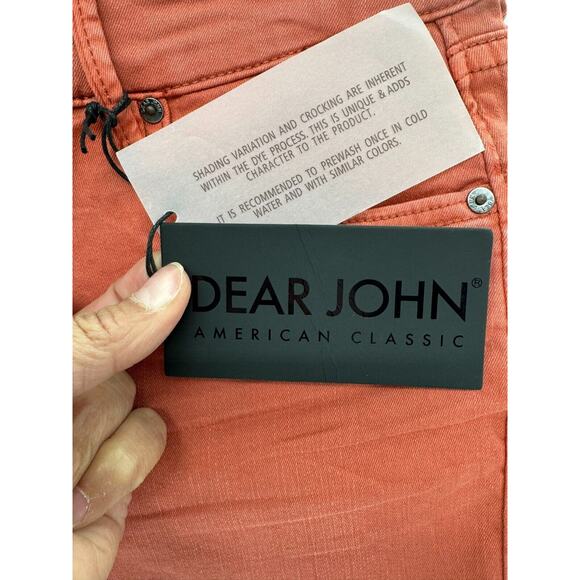 SHADING VARIATION AND CROCKING ARE INHERENT
WITHIN THE DYE PROCESS. THIS IS UNIQUE & ADDS
CHARACTER TO THE PRODUCT.
IT IS RECOMMENDED TO PREWASH ONCE IN COLD
WATER AND WITH SIMILAR COLORS.
DEAR JOHN®
AMERICAN CLASSIC